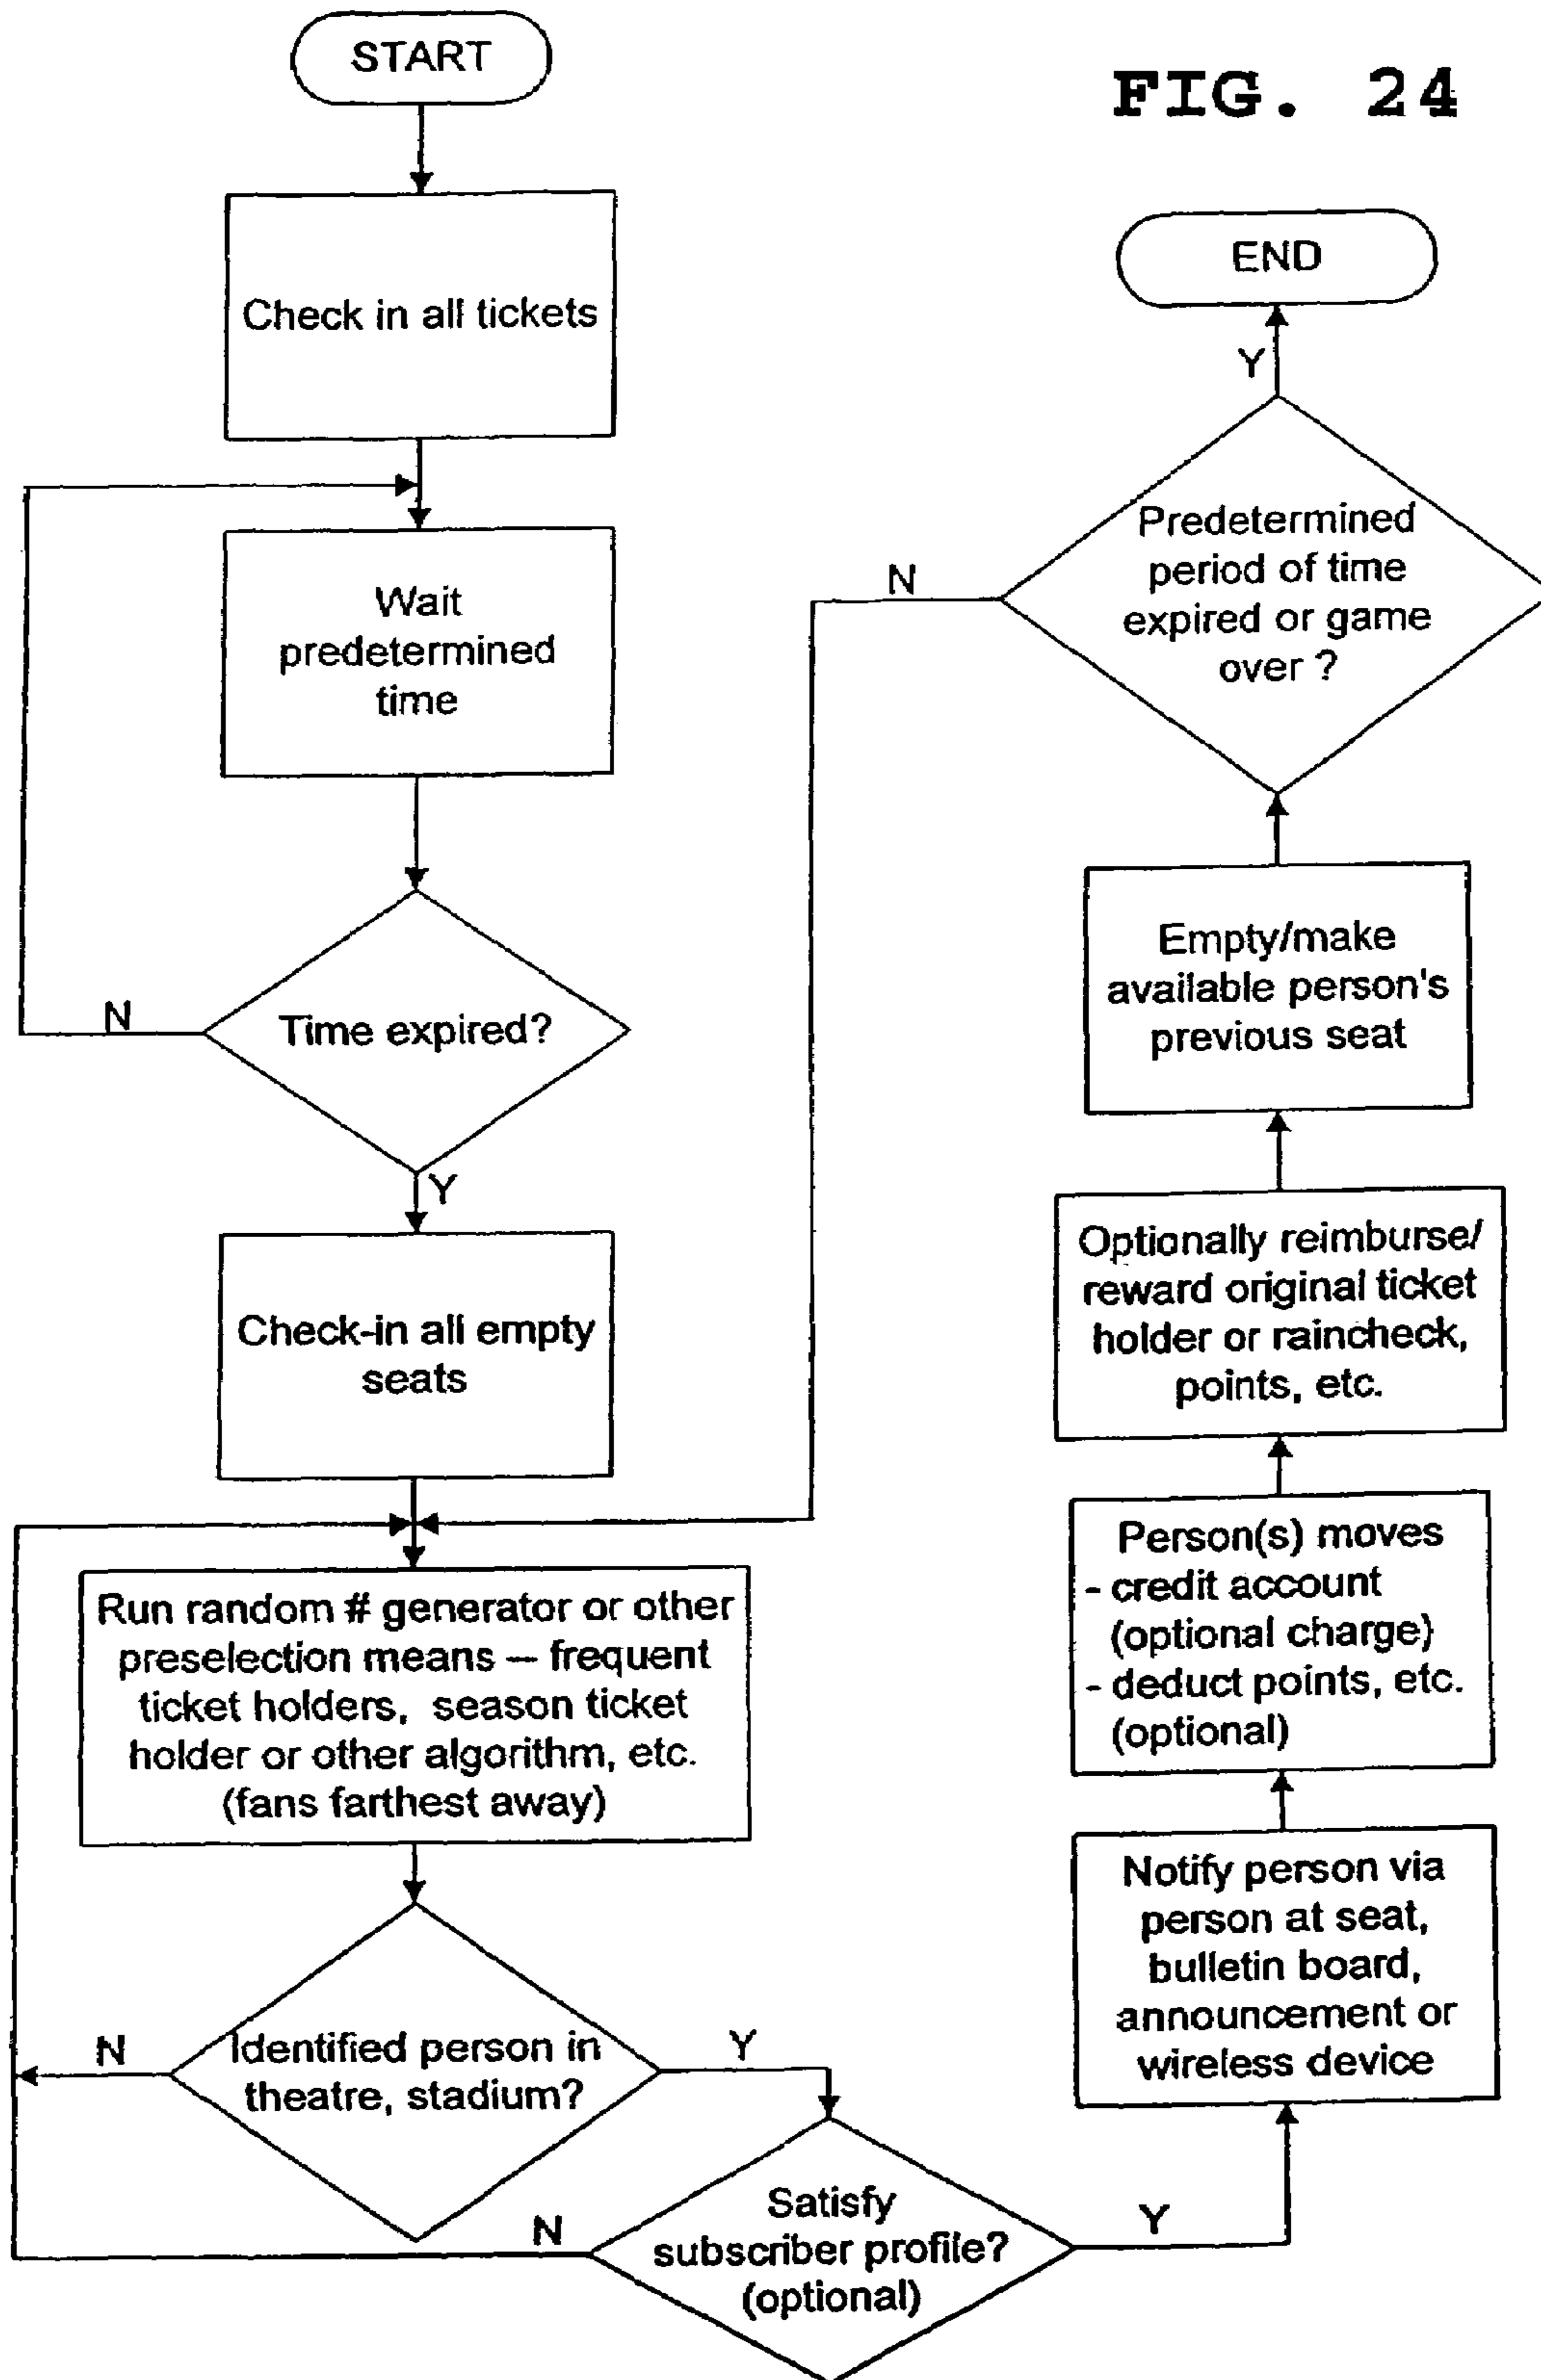 START
FIG. 24
Check in all tickets
Wait
predetermined
time
N
Time expired?
Y
Check-in all empty
seats
Run random # generator or other
preselection means – frequent
ticket holders, season ticket
holder or other algorithm, etc.
(fans farthest away)
N
Identified person in
theatre, stadium?
Y
N
Satisfy
subscriber profile?
(optional)
Y
Notify person via
person at seat,
bulletin board,
announcement or
wireless device
Person(s) moves
- credit account
(optional charge)
- deduct points, etc.
(optional)
Optionally reimburse/
reward original ticket
holder or raincheck,
points, etc.
Empty/make
available person's
previous seat
Predetermined
period of time
expired or game
over ?
N
Y
END